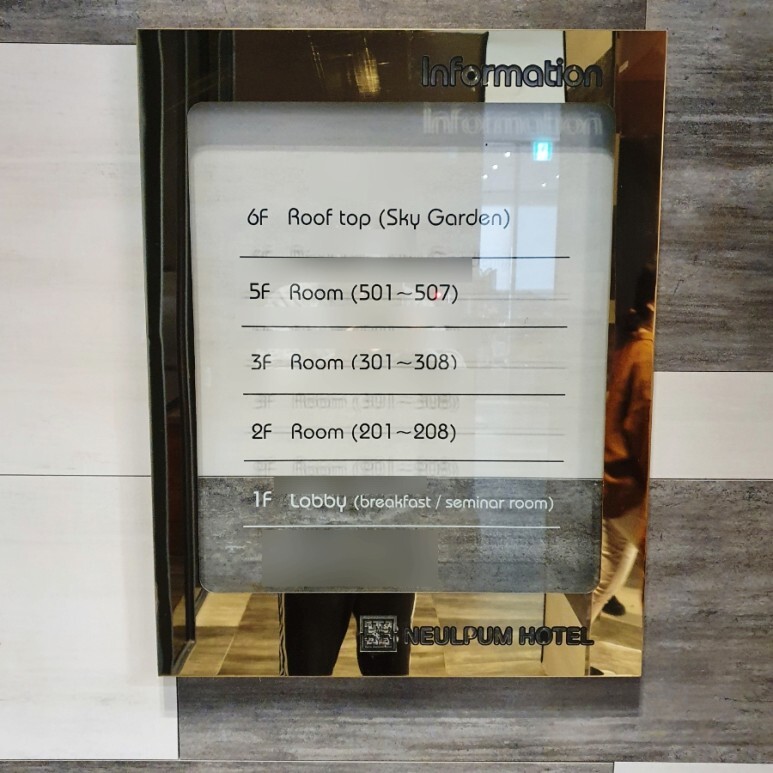 Information
6F Roof top (Sky Garden)
5F Room (501~507)
3F Room (301~308)
2F Room (201~208)
1F Lobby (breakfast / seminar room)
NEULPUM HOTEL